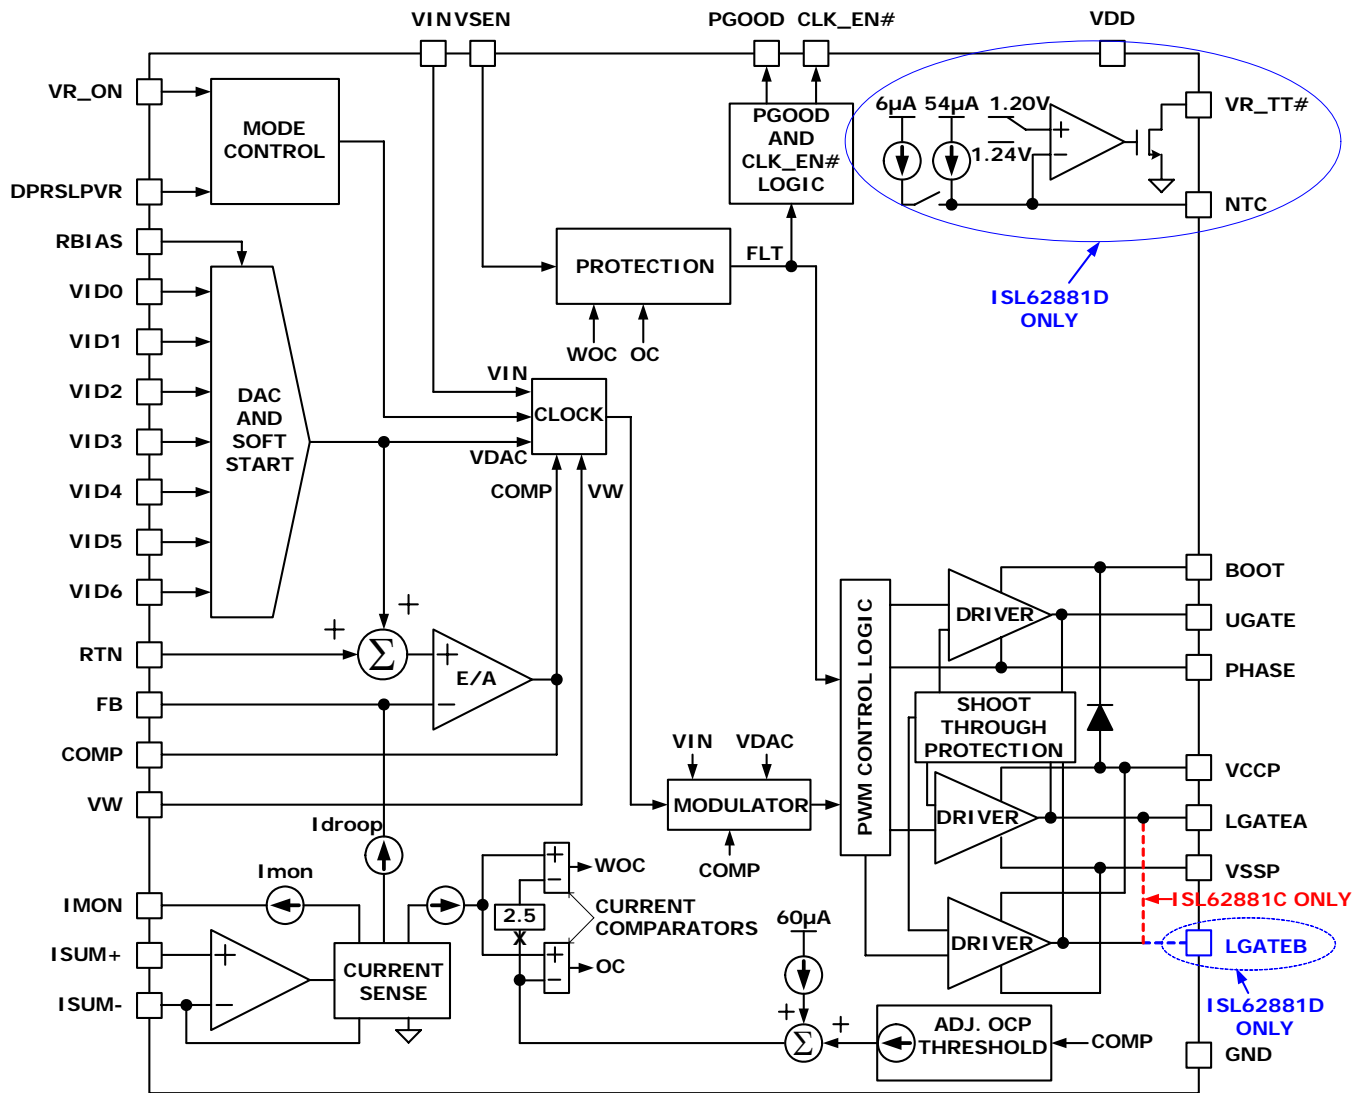 VIN VSEN
PGOOD
CLK_EN#
VDD
VR_ON
DPRSLPVR
RBIAS
VID0
VID1
VID2
VID3
VID4
VID5
VID6
RTN
FB
COMP
VW
IMON
ISUM+
ISUM-
MODE
CONTROL
DAC
AND
SOFT
START
PGOOD
AND
CLK_EN#
LOGIC
PROTECTION
FLT
WOC
OC
6µA
54µA
1.20V
1.24V
+
−
VR_TT#
NTC
ISL62881D
ONLY
VIN
CLOCK
VDAC
COMP
VW
+
+
Σ
+
−
E/A
Idroop
Imon
+
−
CURRENT
SENSE
+
−
WOC
2.5
X
+
−
OC
CURRENT
COMPARATORS
VIN
VDAC
MODULATOR
COMP
60µA
+
+
Σ
ADJ. OCP
THRESHOLD
COMP
PWM CONTROL LOGIC
DRIVER
SHOOT
THROUGH
PROTECTION
DRIVER
DRIVER
BOOT
UGATE
PHASE
VCCP
LGATEA
VSSP
ISL62881C ONLY
LGATEB
ISL62881D
ONLY
GND